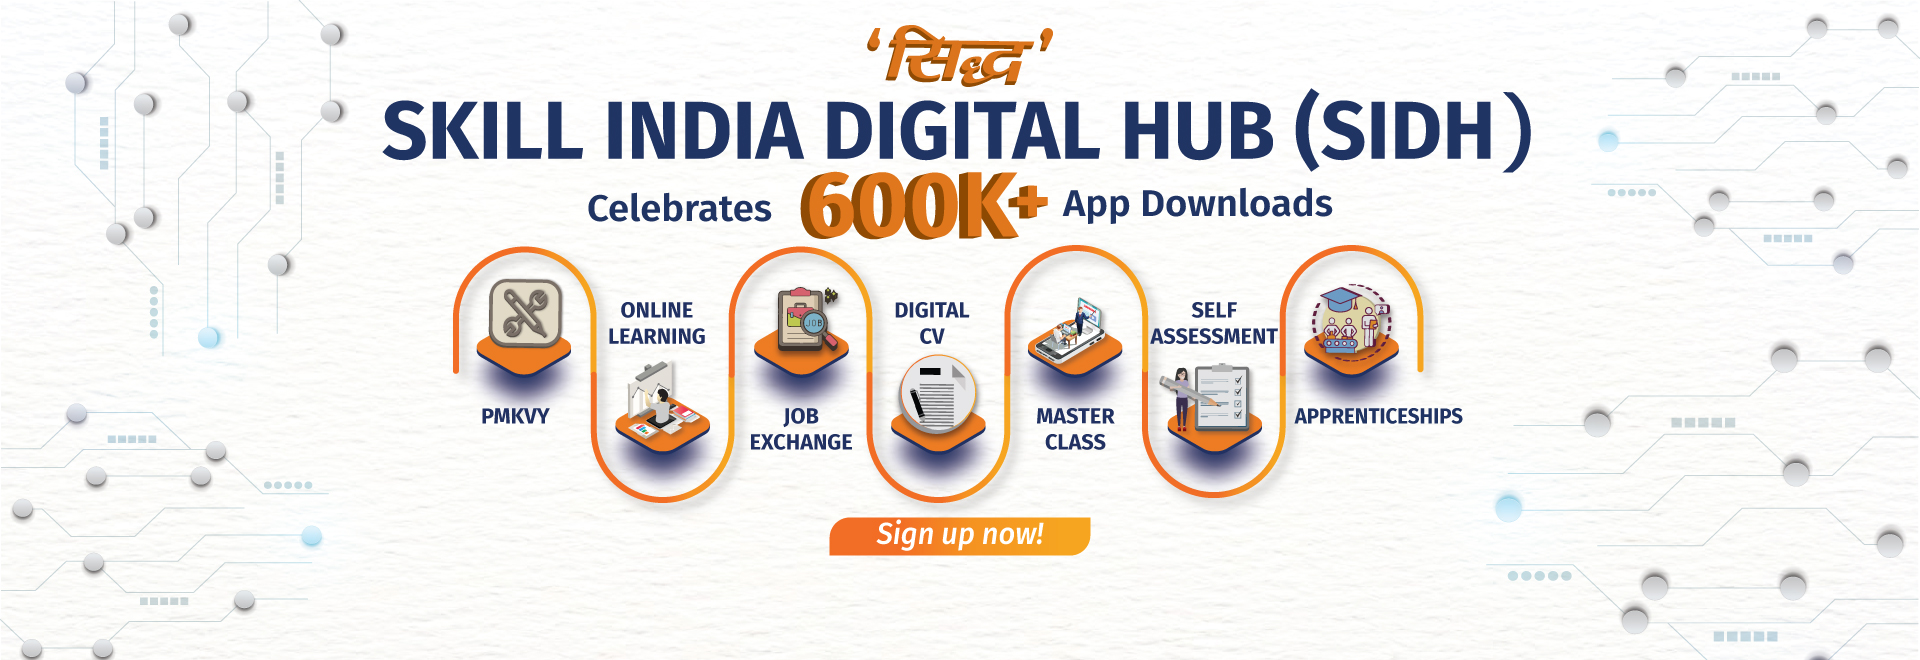 ‘सिद्ध’
SKILL INDIA DIGITAL HUB (SIDH)
Celebrates 600K+ App Downloads
PMKVY
ONLINE
LEARNING
JOB
EXCHANGE
DIGITAL
CV
MASTER
CLASS
SELF
ASSESSMENT
APPRENTICESHIPS
JOB
Sign up now!